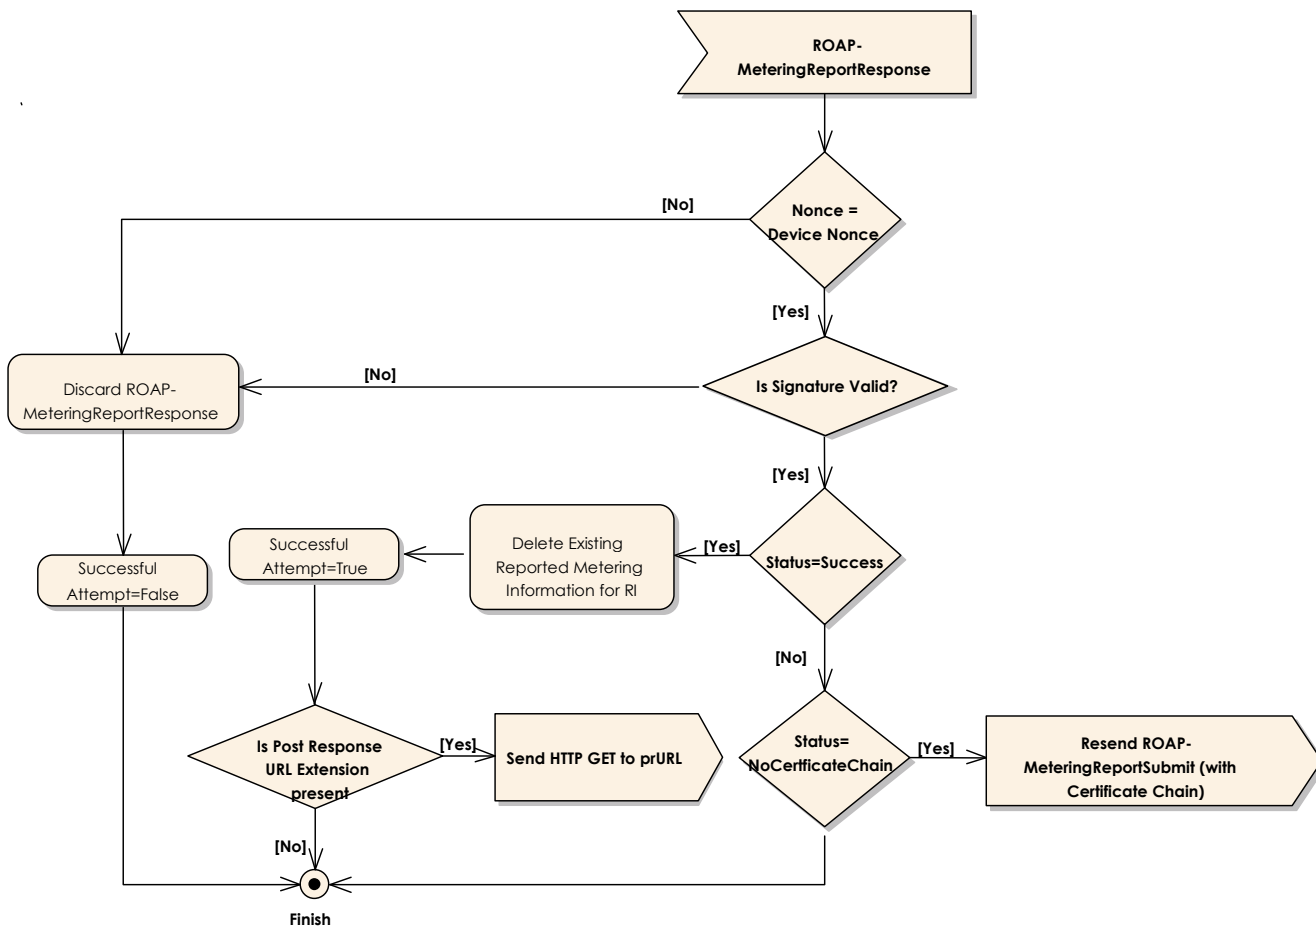 ROAP-
MeteringReportResponse
[No]
Nonce =
Device Nonce
[Yes]
[No]
Is Signature Valid?
Discard ROAP-
MeteringReportResponse
[Yes]
Successful
Attempt=True
Delete Existing
Reported Metering
Information for RI
[Yes]
Status=Success
Successful
Attempt=False
[No]
Is Post Response
URL Extension
present
[Yes]
Send HTTP GET to prURL
Status=
NoCertficateChain
[Yes]
Resend ROAP-
MeteringReportSubmit (with
Certificate Chain)
[No]
Finish